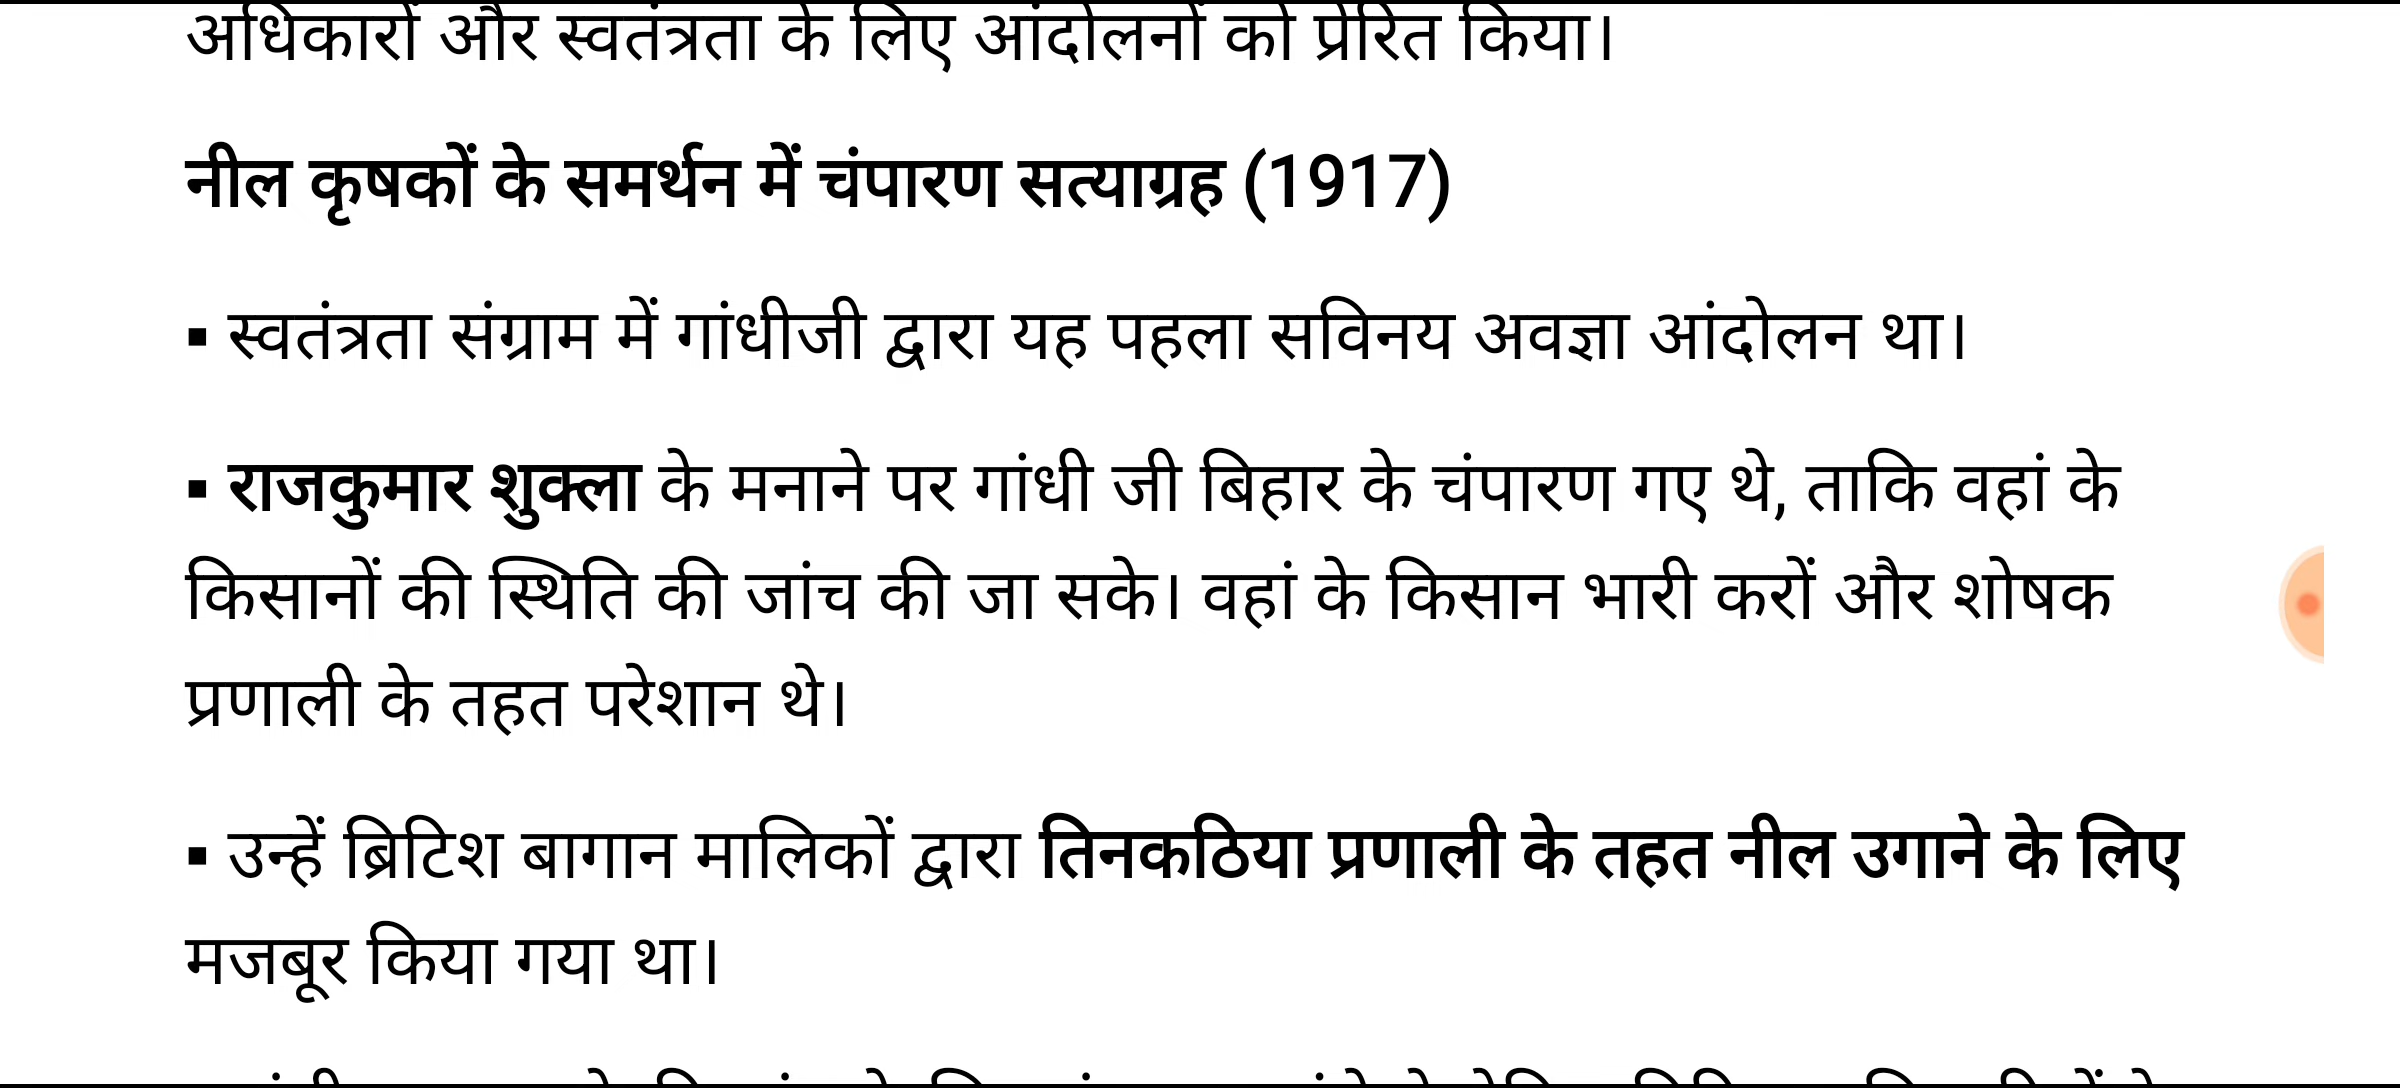 अधिकारों और स्वतंत्रता के लिए आंदोलनों को प्रेरित किया।
नील कृषकों के समर्थन में चंपारण सत्याग्रह (1917)
▪ स्वतंत्रता संग्राम में गांधीजी द्वारा यह पहला सविनय अवज्ञा आंदोलन था।
▪ राजकुमार शुक्ला के मनाने पर गांधी जी बिहार के चंपारण गए थे, ताकि वहां के
किसानों की स्थिति की जांच की जा सके। वहां के किसान भारी करों और शोषक
प्रणाली के तहत परेशान थे।
▪ उन्हें ब्रिटिश बागान मालिकों द्वारा तिनकठिया प्रणाली के तहत नील उगाने के लिए
मजबूर किया गया था।